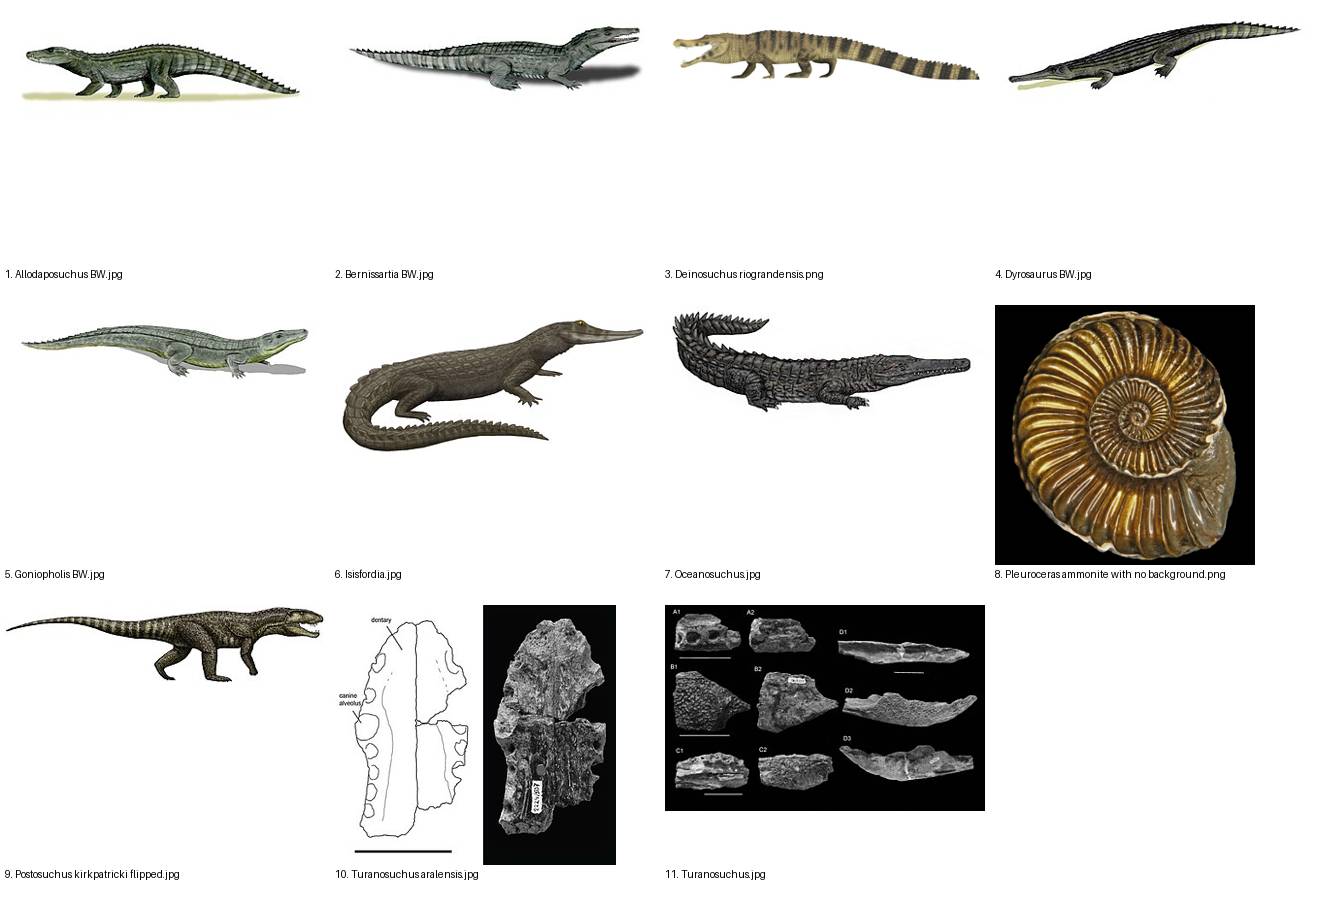 1. Allodaposuchus BW.jpg
2. Bernissartia BW.jpg
3. Deinosuchus riograndensis.png
4. Dyrosaurus BW.jpg
5. Goniopholis BW.jpg
6. Isisfordia.jpg
7. Oceanosuchus.jpg
8. Pleuroceras ammonite with no background.png
dentary
canine
alveolus
A1
A2
D1
B1
B2
D2
C1
C2
D3
9. Postosuchus kirkpatricki flipped.jpg
10. Turanosuchus aralensis.jpg
11. Turanosuchus.jpg